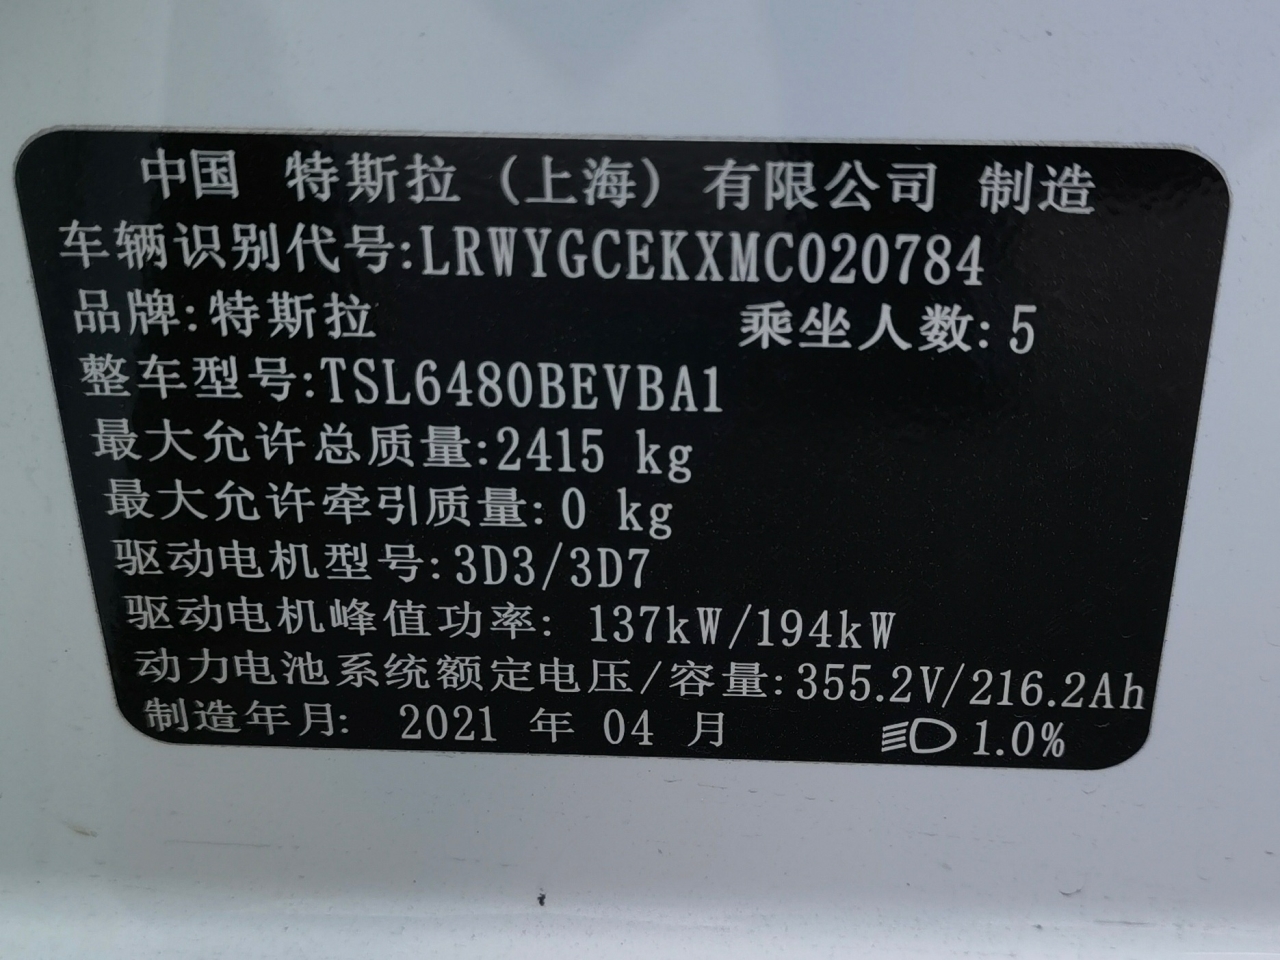 中国 特斯拉 (上海) 有限公司 制造
车辆识别代号:LRWYGCEKXMC020784
品牌:特斯拉 乘坐人数:5
整车型号:TSL6480BEVBA1
最大允许总质量:2415 kg
最大允许牵引质量:0 kg
驱动电机型号:3D3/3D7
驱动电机峰值功率: 137kW/194kW
动力电池系统额定电压/容量:355.2V/216.2Ah
制造年月: 2021 年 04 月 1.0%